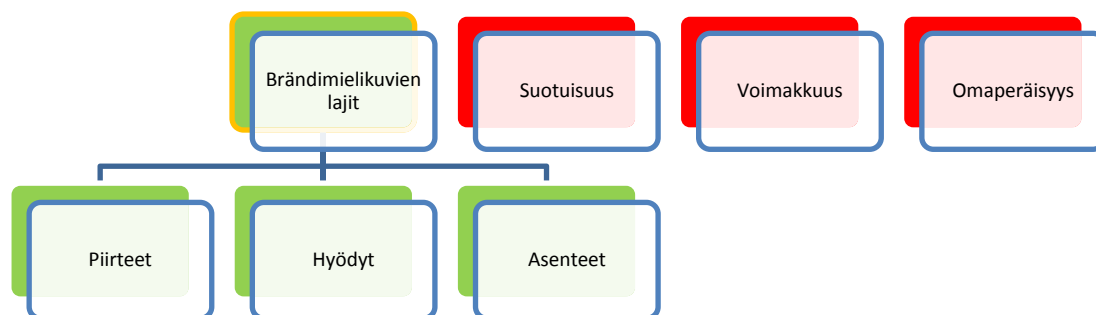 Brändimielikuvien
lajit
Suotuisuus
Voimakkuus
Omaperäisyys
Piirteet
Hyödyt
Asenteet